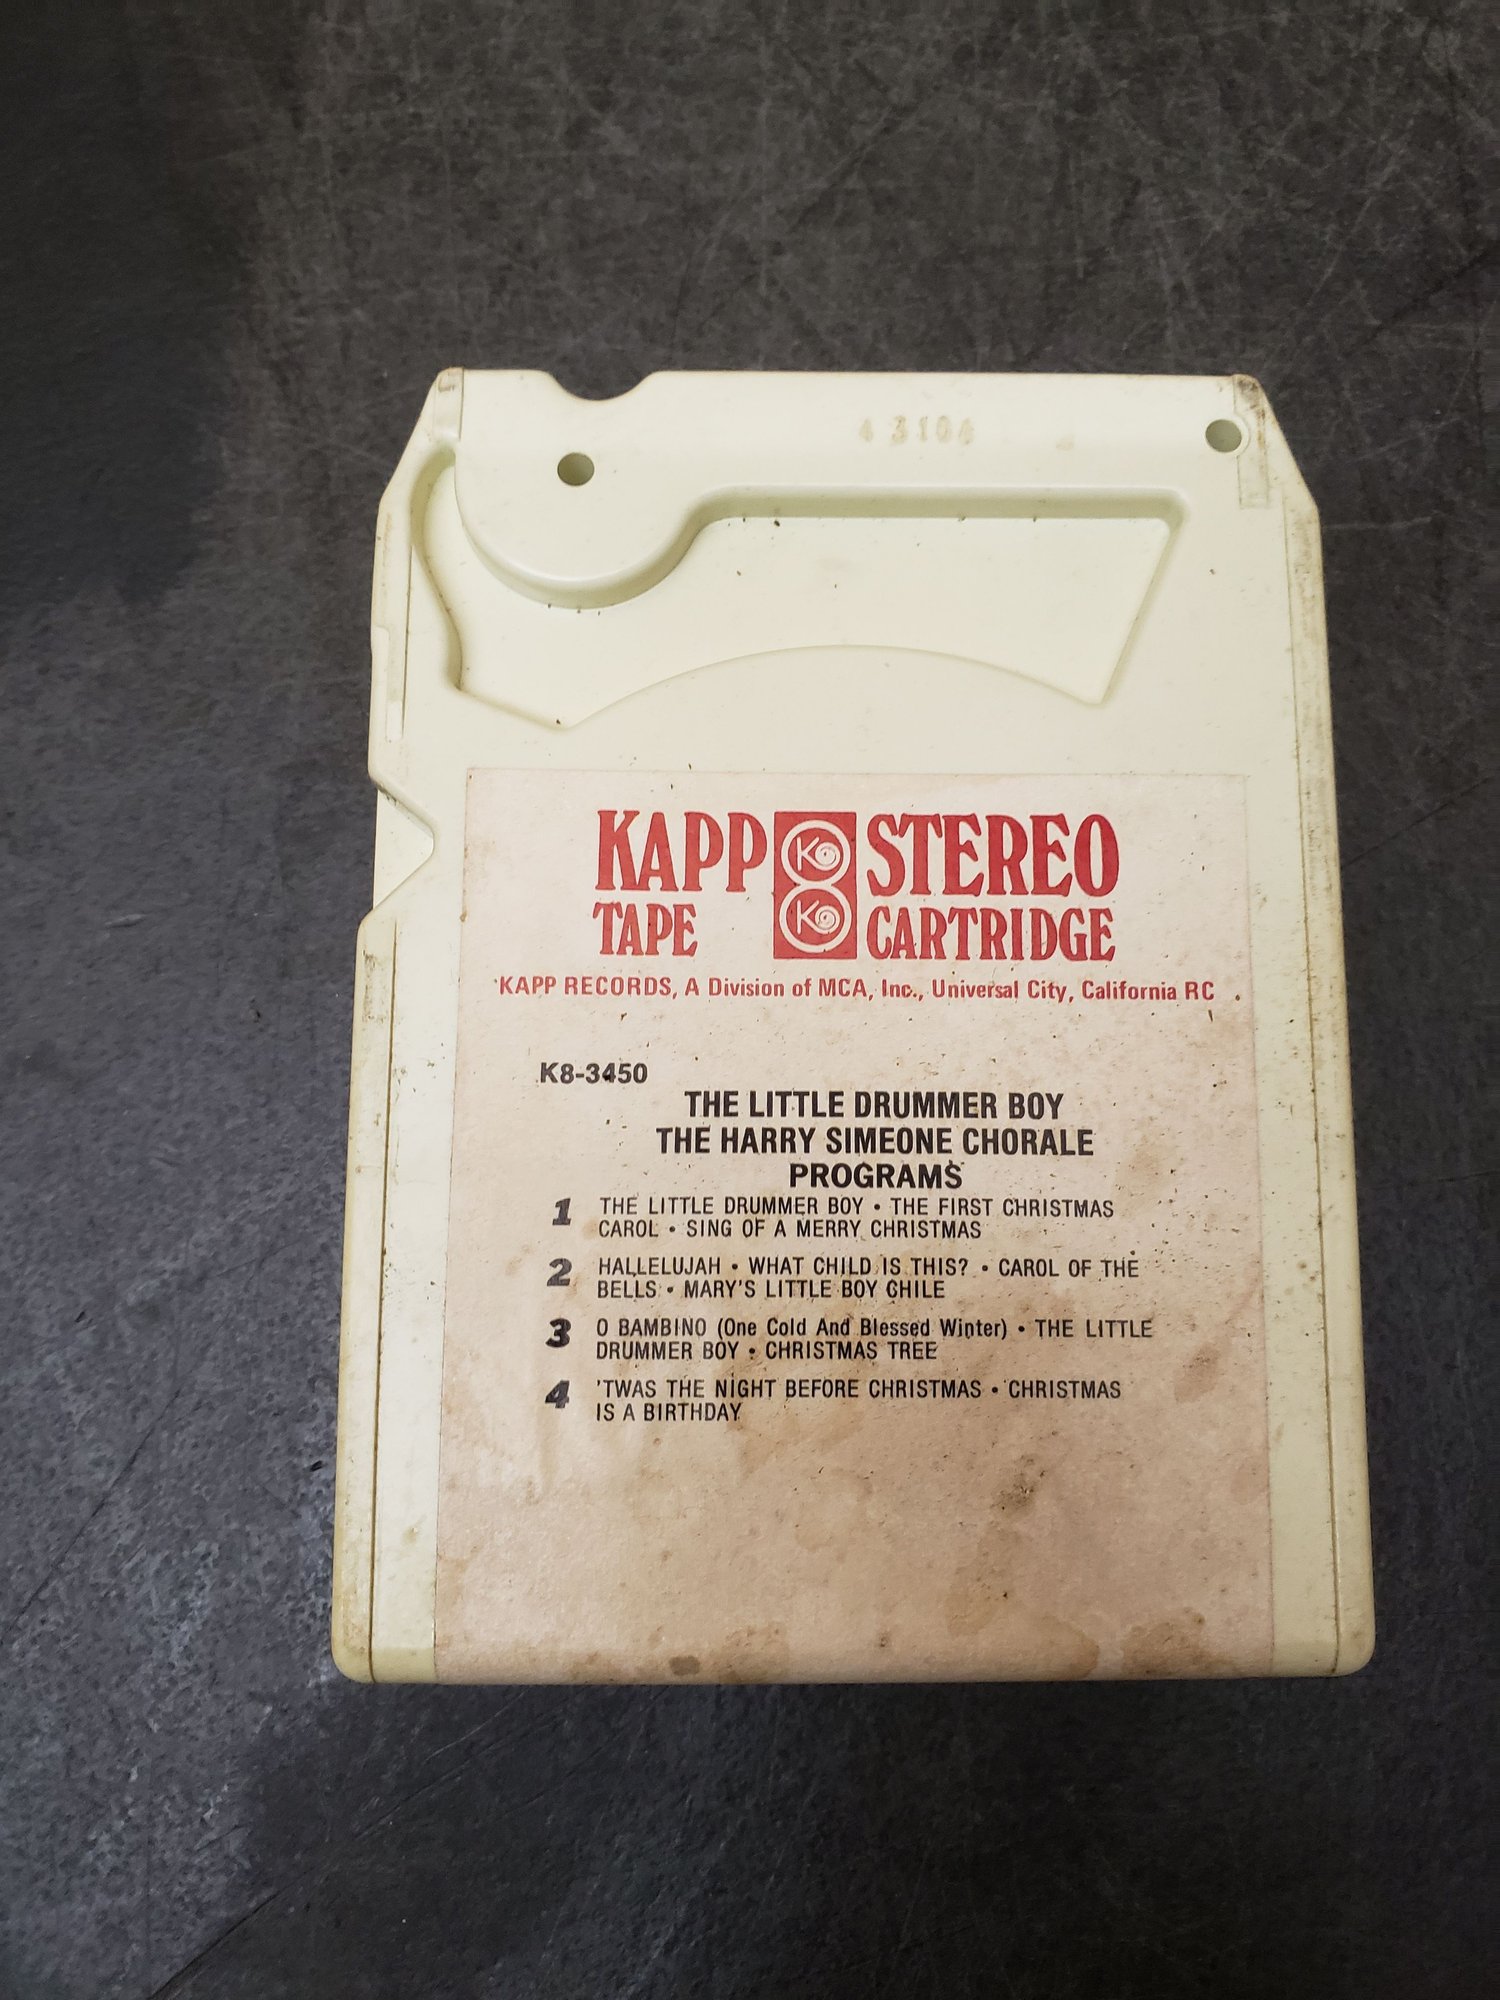 4 3104
KAPP STEREO
TAPE CARTRIDGE
KAPP RECORDS, A Division of MCA, Inc., Universal City, California RC
K8-3450
THE LITTLE DRUMMER BOY
THE HARRY SIMEONE CHORALE
PROGRAMS
1 THE LITTLE DRUMMER BOY • THE FIRST CHRISTMAS
CAROL • SING OF A MERRY CHRISTMAS
2 HALLELUJAH • WHAT CHILD IS THIS? • CAROL OF THE
BELLS • MARY'S LITTLE BOY CHILE
3 O BAMBINO (One Cold And Blessed Winter) • THE LITTLE
DRUMMER BOY • CHRISTMAS TREE
4 'TWAS THE NIGHT BEFORE CHRISTMAS • CHRISTMAS
IS A BIRTHDAY